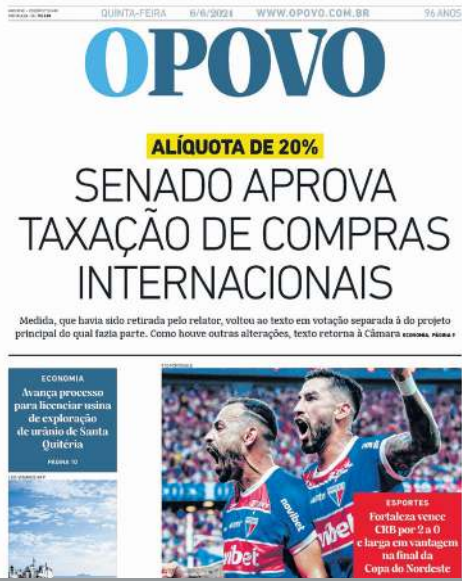 QUINTA-FEIRA 6/6/2024 WWW.OPOVO.COM.BR 96 ANOS
O POVO
ALÍQUOTA DE 20%
SENADO APROVA
TAXAÇÃO DE COMPRAS
INTERNACIONAIS
Medida, que havia sido retirada pelo relator, voltou ao texto em votação separada à do projeto
principal do qual fazia parte. Como houve outras alterações, texto retorna à Câmara ECONOMIA, PÁGINA
ECONOMIA
Avança processo
para licenciar usina
de exploração
de urânio de Santa
Quitéria
PÁGINA 10
novibet
vibet
ESPORTES
Fortaleza vence
CRB por 2 a 0
e larga em vantagem
na final da
Copa do Nordeste